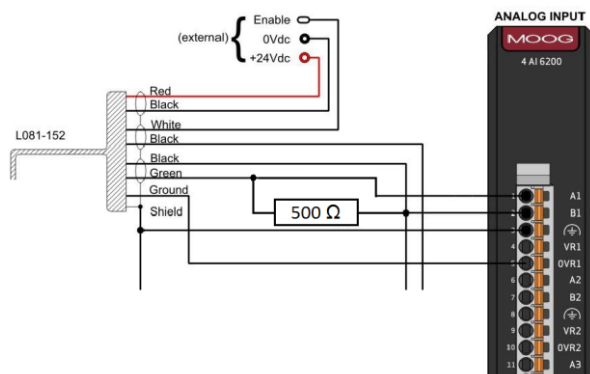 ANALOG INPUT
MOOG
4 AI 6200
(external)
Enable
0Vdc
+24Vdc
L081-152
Red
Black
White
Black
Black
Green
Ground
Shield
500 Ω
1 A1
2 B1
3
4 VR1
5 0VR1
6 A2
7 B2
8
9 VR2
10 0VR2
11 A3